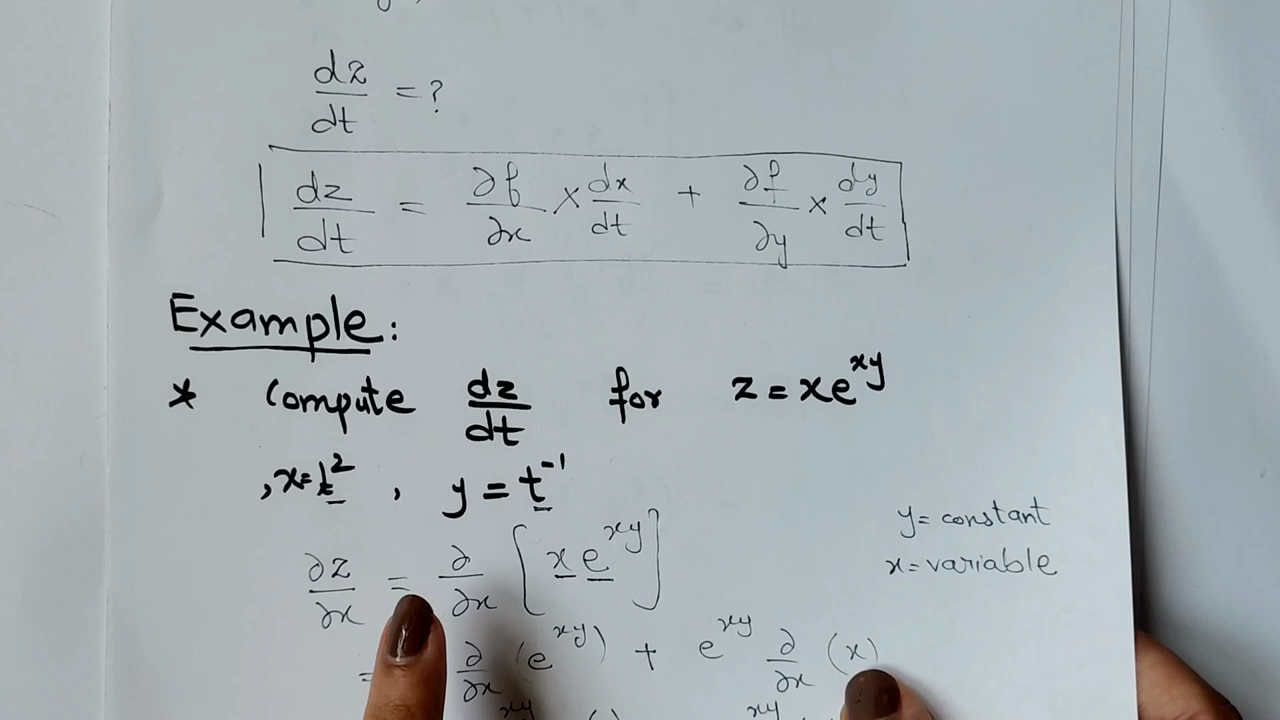 dz/dt = ?
dz/dt = ∂f/∂x × dx/dt + ∂f/∂y × dy/dt
Example:
* Compute dz/dt for z = xe^xy
, x = t^2 , y = t^-1
y = constant
∂z/∂x = ∂/∂x [x e^xy]
x = variable
= ∂/∂x (e^xy) + e^xy ∂/∂x (x)